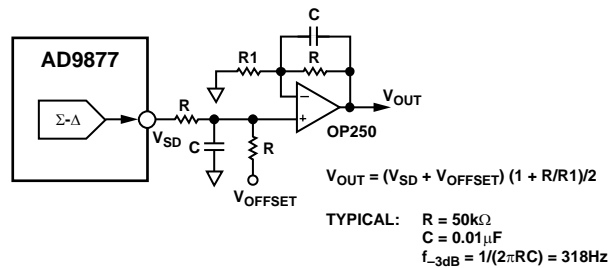 C
AD9877
R1
R
Σ-Δ
R
–
+
V_OUT
OP250
V_SD
C
R
V_OFFSET
V_OUT = (V_SD + V_OFFSET) (1 + R/R1)/2
TYPICAL: R = 50kΩ
C = 0.01μF
f_–3dB = 1/(2πRC) = 318Hz